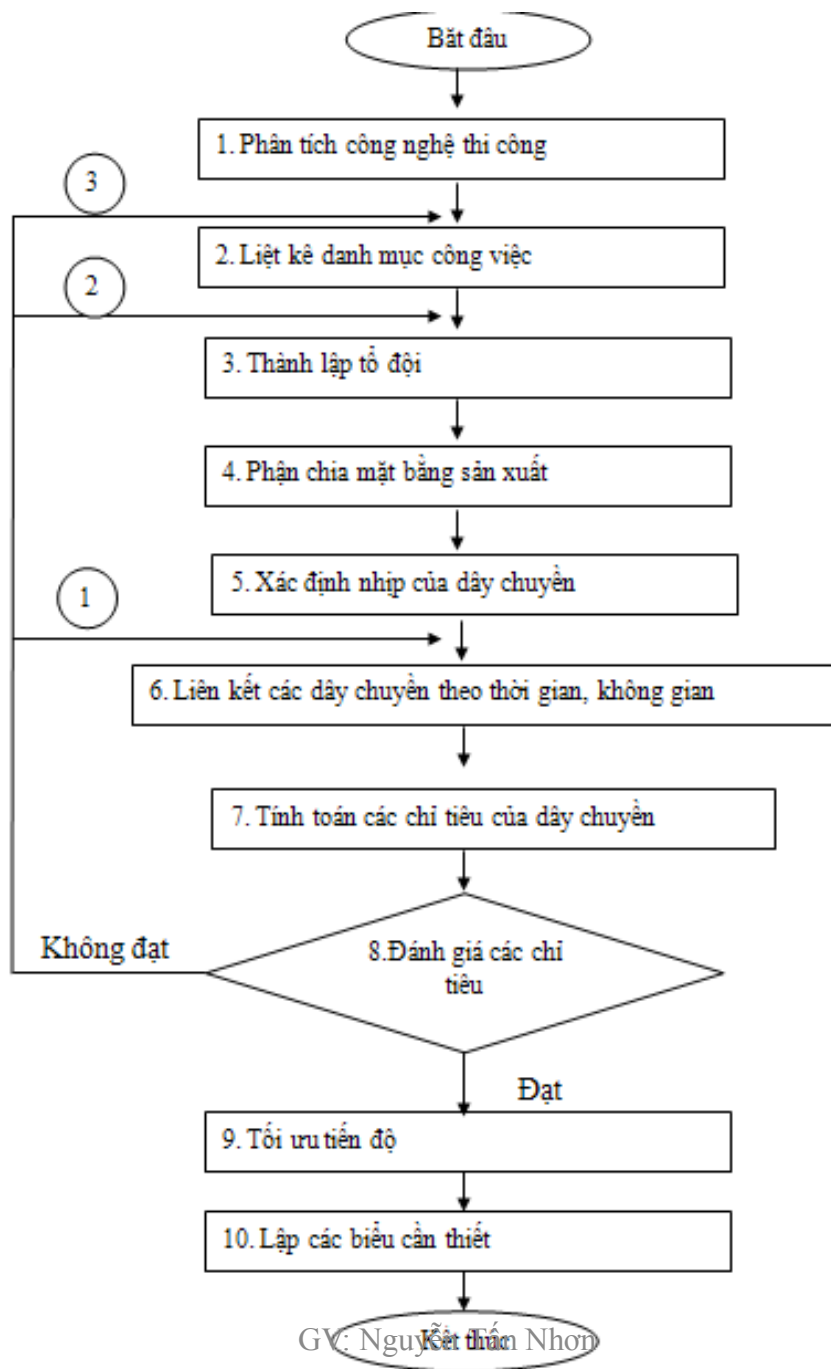 Bắt đầu
1. Phân tích công nghệ thi công
3
2. Liệt kê danh mục công việc
2
3. Thành lập tổ đội
4. Phận chia mặt bằng sản xuất
5. Xác định nhịp của dây chuyền
1
6. Liên kết các dây chuyền theo thời gian, không gian
7. Tính toán các chỉ tiêu của dây chuyền
Không đạt
8.Đánh giá các chỉ
tiêu
Đạt
9. Tối ưu tiến độ
10. Lập các biểu cần thiết
Kết thúc
GV: Nguyễn Tấn Nhơn